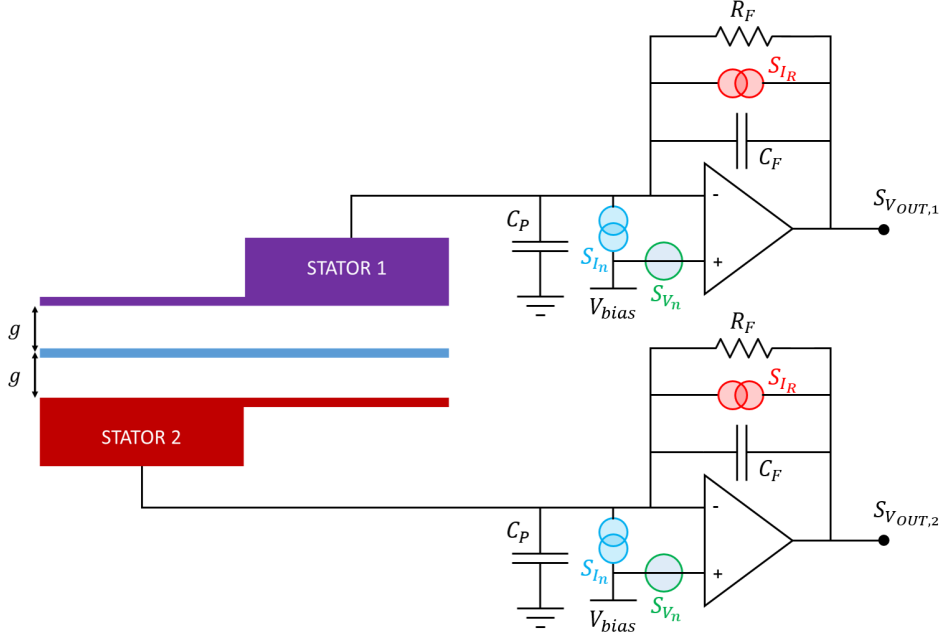 R_F
S_{I_R}
C_F
S_{V_{OUT,1}}
-
C_P
S_{I_n}
+
STATOR 1
V_{bias}
S_{V_n}
g
R_F
g
S_{I_R}
STATOR 2
C_F
S_{V_{OUT,2}}
-
C_P
S_{I_n}
+
V_{bias}
S_{V_n}